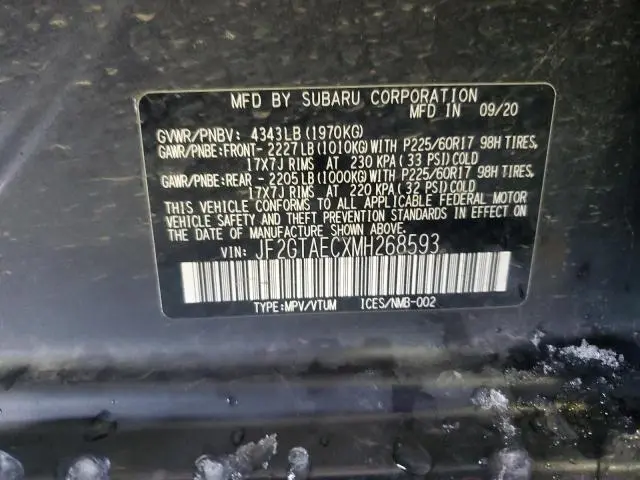 MFD BY SUBARU CORPORATION
MFD IN 09/20
GVWR/PNBV: 4343LB (1970KG)
GAWR/PNBE:FRONT- 2227LB (1010KG) WITH P225/60R17 98H TIRES,
17X7J RIMS AT 230 KPA (33 PSI) COLD
GAWR/PNBE:REAR - 2205LB (1000KG) WITH P225/60R17 98H TIRES,
17X7J RIMS AT 220 KPA (32 PSI) COLD
THIS VEHICLE CONFORMS TO ALL APPLICABLE FEDERAL MOTOR
VEHICLE SAFETY AND THEFT PREVENTION STANDARDS IN EFFECT ON
THE DATE OF MANUFACTURE SHOWN ABOVE.
VIN: JF2GTAECXMH268593
TYPE:MPV/VTUM ICES/NMB-002